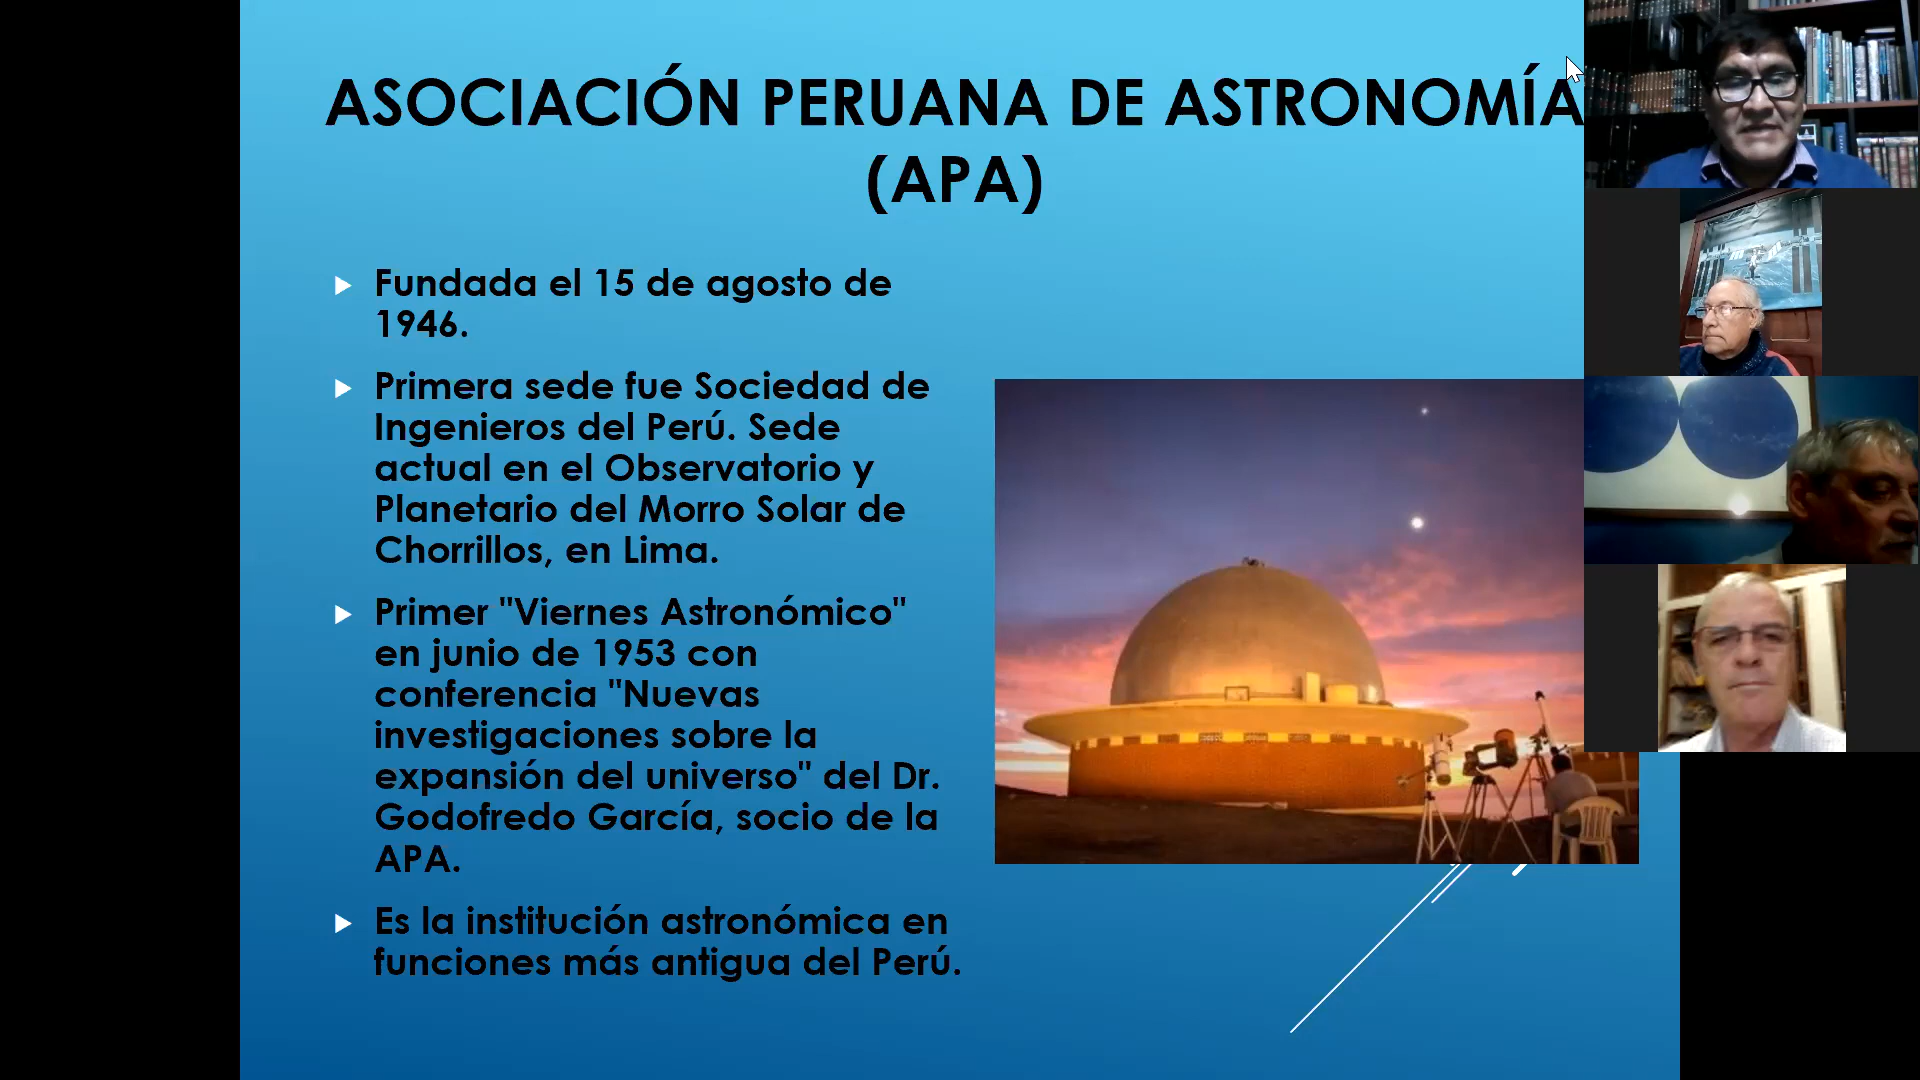 ASOCIACIÓN PERUANA DE ASTRONOMÍA
(APA)
Fundada el 15 de agosto de
1946.
Primera sede fue Sociedad de
Ingenieros del Perú. Sede
actual en el Observatorio y
Planetario del Morro Solar de
Chorrillos, en Lima.
Primer "Viernes Astronómico"
en junio de 1953 con
conferencia "Nuevas
investigaciones sobre la
expansión del universo" del Dr.
Godofredo García, socio de la
APA.
Es la institución astronómica en
funciones más antigua del Perú.